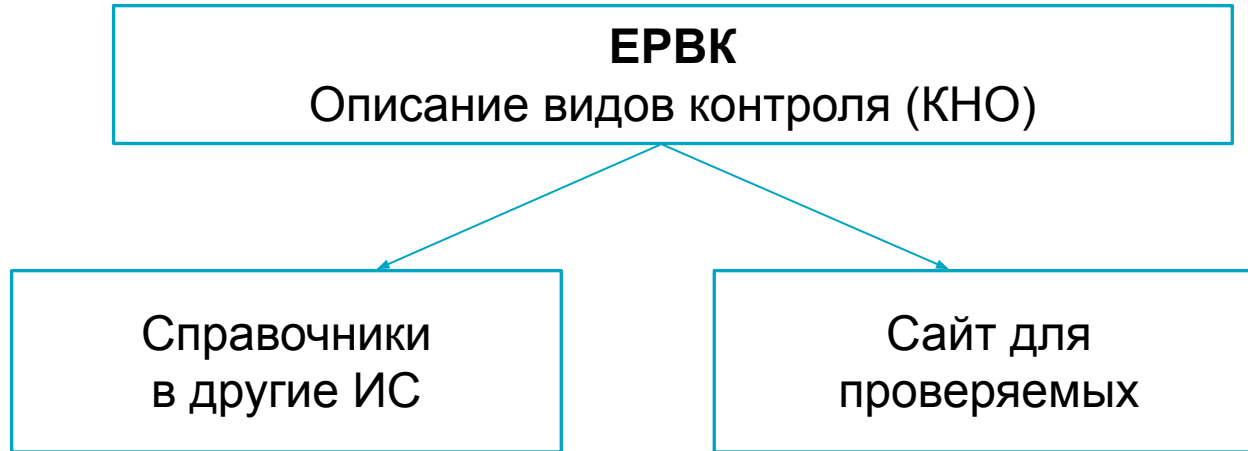 ЕРВК
Описание видов контроля (КНО)
Справочники
в другие ИС
Сайт для
проверяемых